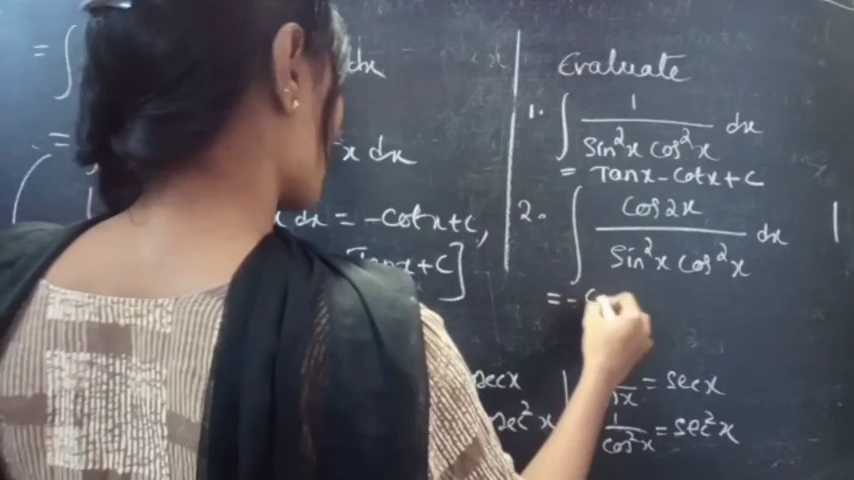 = ∫ dx
= x dx
x dx = -cotx+c,
Tanx+c]
secx
sec²x
Evaluate
1. ∫ 1/(sin²x cos²x) dx
= Tanx-cotx+c
2. ∫ cos2x/(sin²x cos²x) dx
= - c
= secx
1/cos²x = sec²x